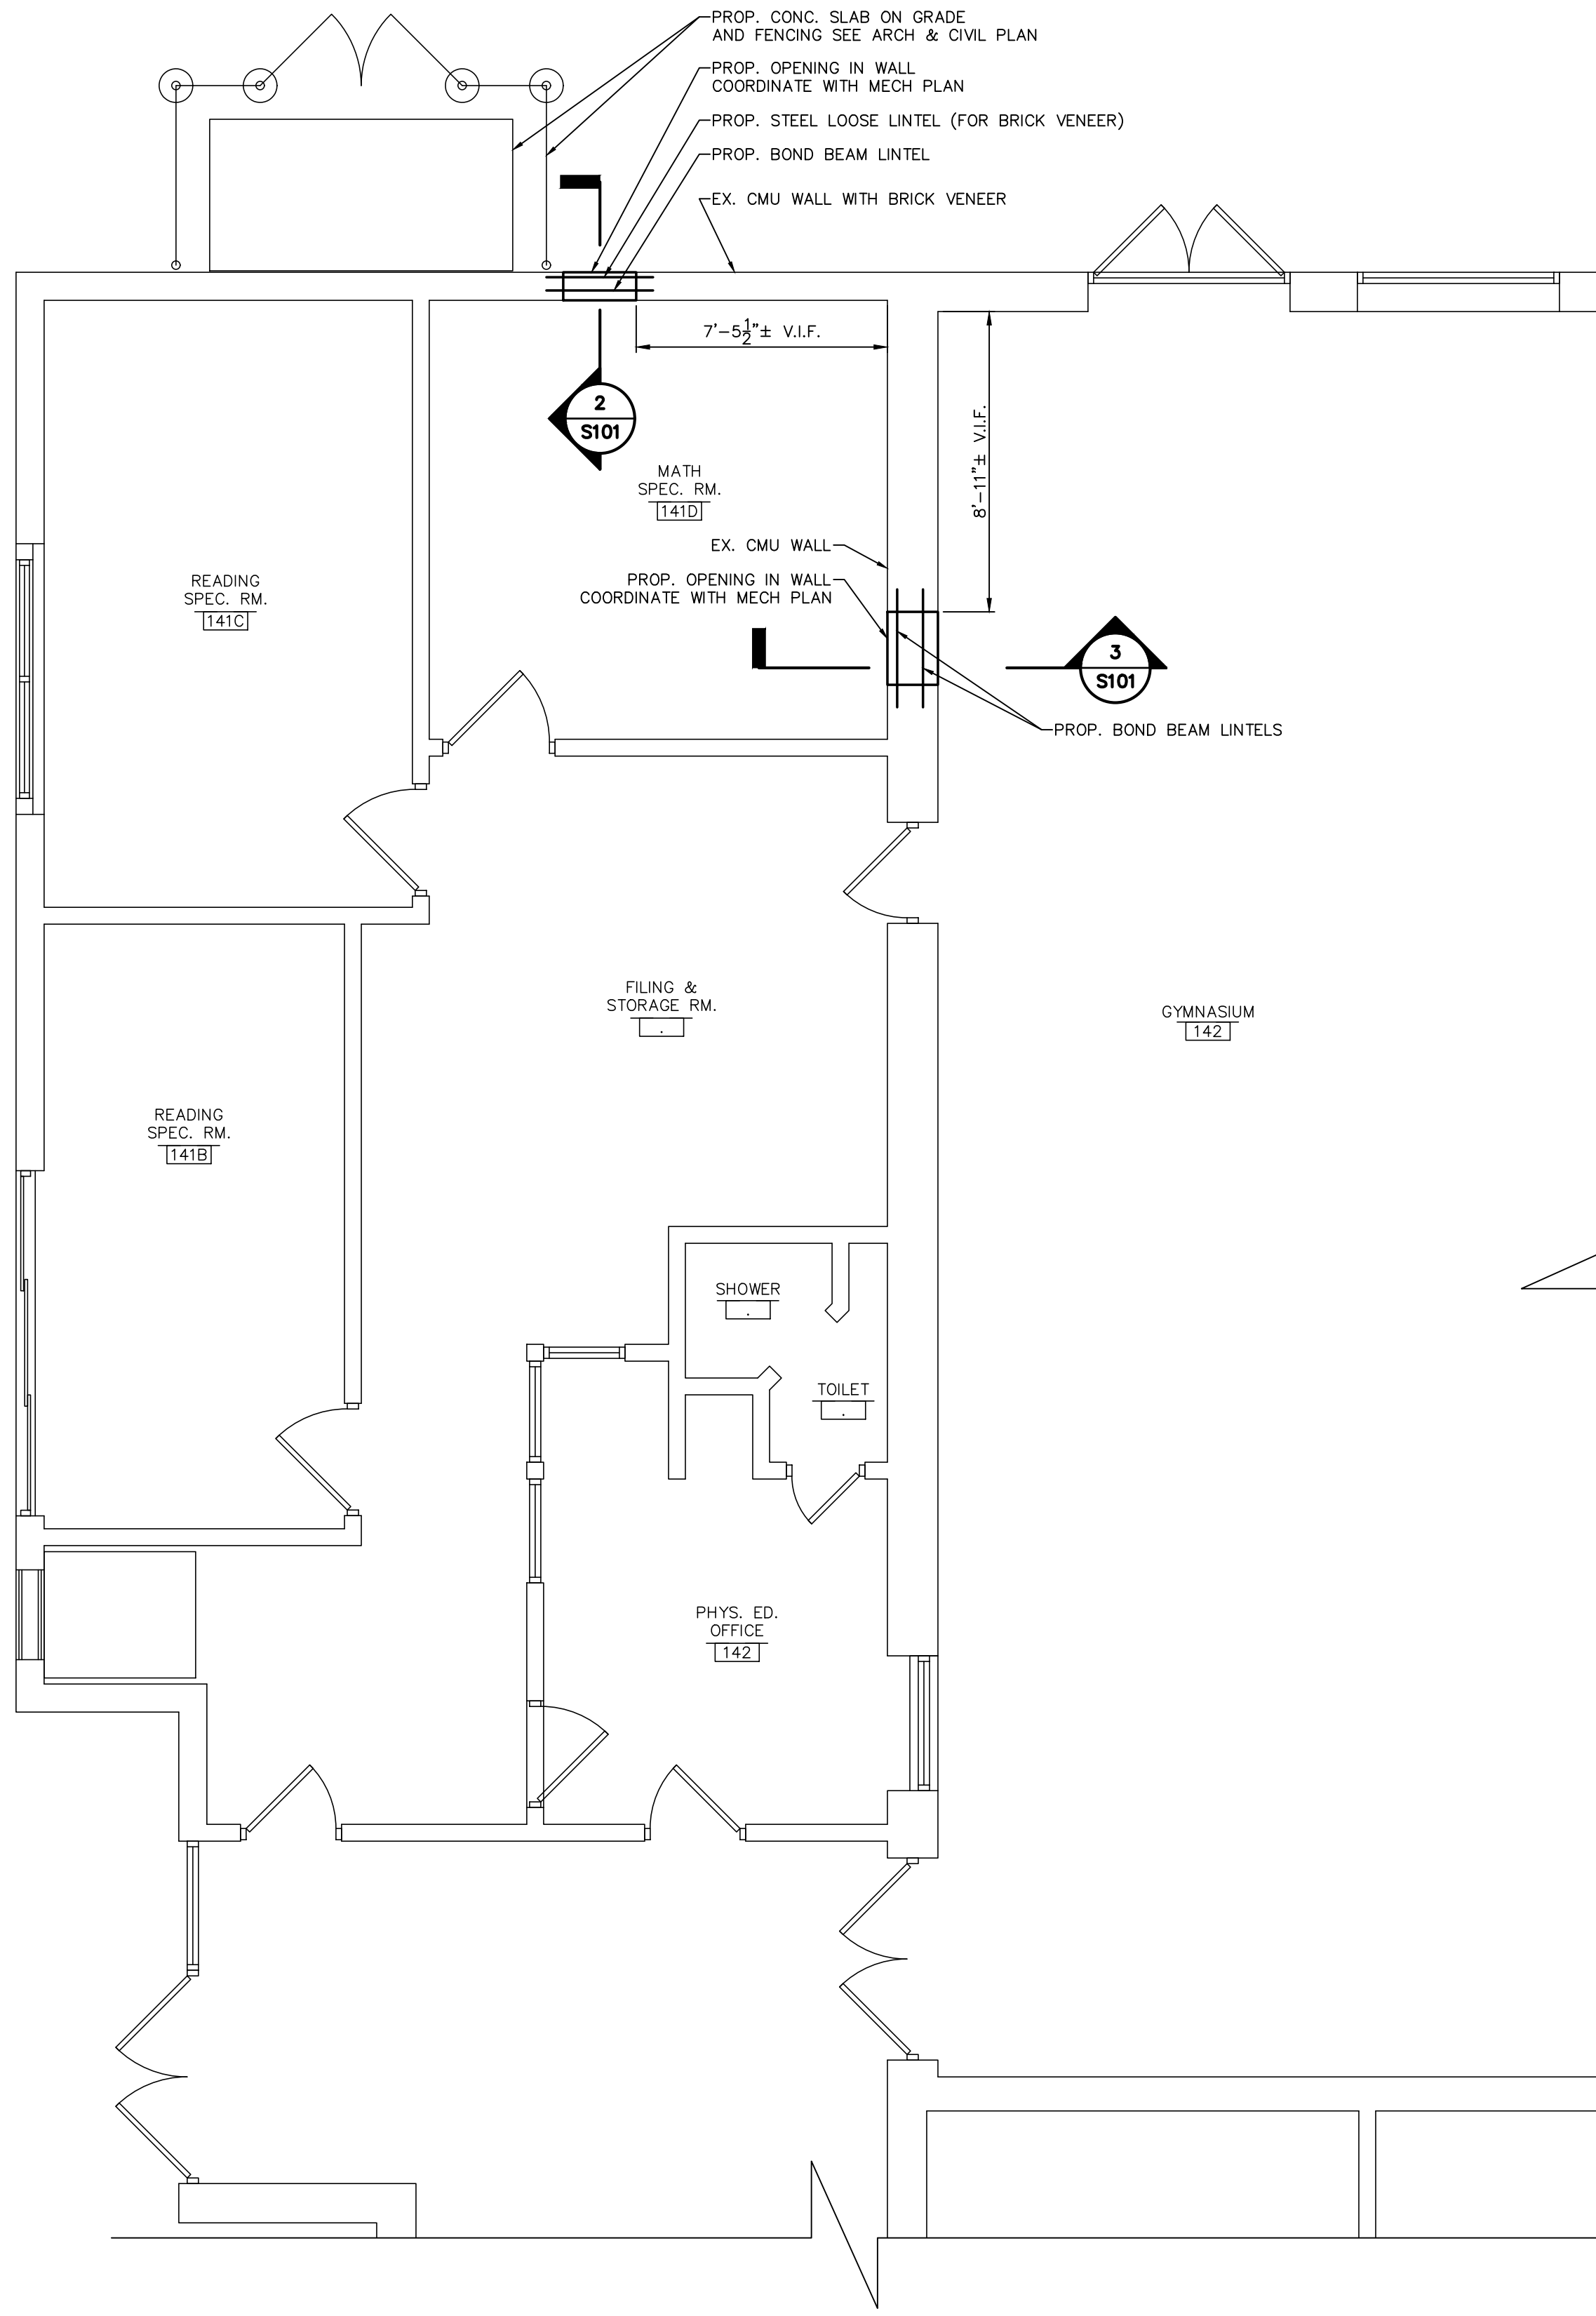 PROP. CONC. SLAB ON GRADE
AND FENCING SEE ARCH & CIVIL PLAN
PROP. OPENING IN WALL
COORDINATE WITH MECH PLAN
PROP. STEEL LOOSE LINTEL (FOR BRICK VENEER)
PROP. BOND BEAM LINTEL
EX. CMU WALL WITH BRICK VENEER
7'-5 1/2"± V.I.F.
8'-11"± V.I.F.
2
S101
MATH
SPEC. RM.
141D
EX. CMU WALL
PROP. OPENING IN WALL
COORDINATE WITH MECH PLAN
READING
SPEC. RM.
141C
3
S101
PROP. BOND BEAM LINTELS
FILING &
STORAGE RM.
.
GYMNASIUM
142
READING
SPEC. RM.
141B
SHOWER
.
TOILET
.
PHYS. ED.
OFFICE
142